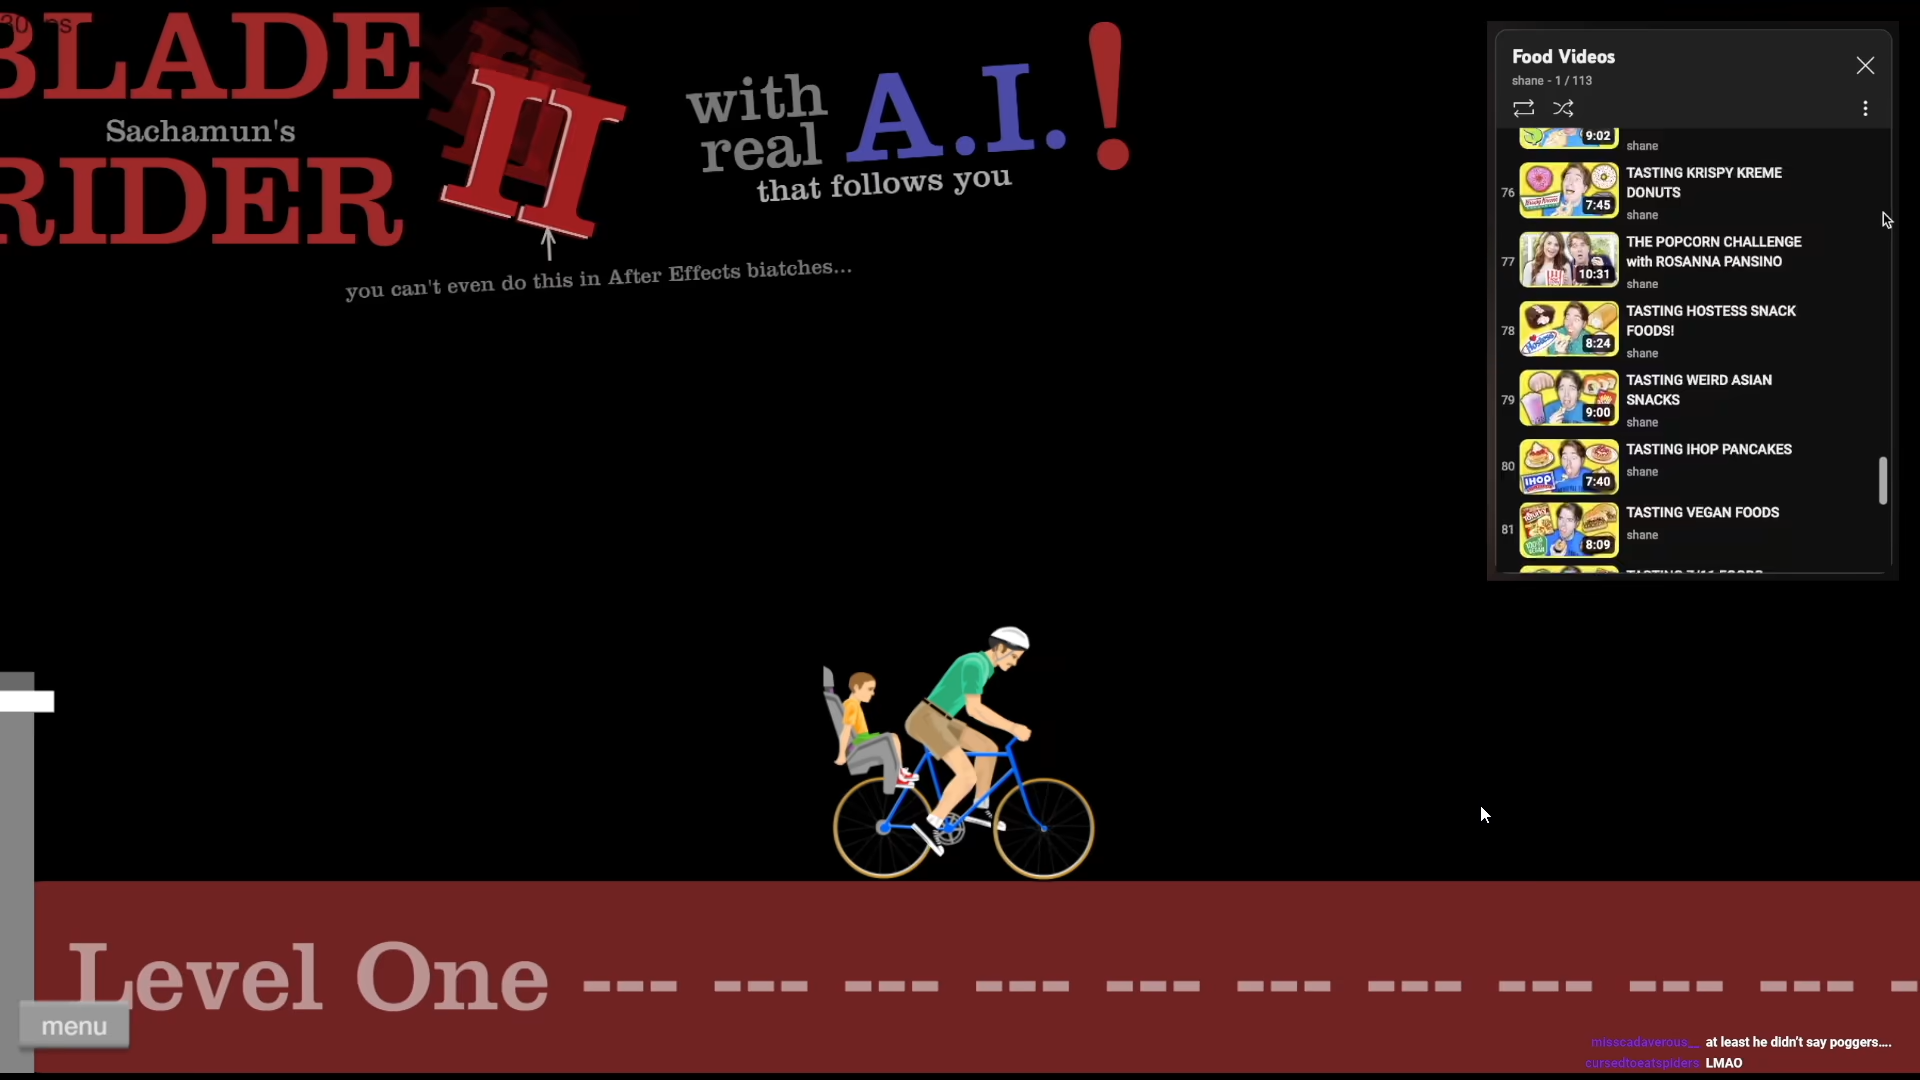 BLADE
Sachamun's
RIDER
II
with
real A.I.!
that follows you
you can't even do this in After Effects biatches...
Food Videos
shane - 1 / 113
9:02
shane
76
7:45
TASTING KRISPY KREME
DONUTS
shane
77
10:31
THE POPCORN CHALLENGE
with ROSANNA PANSINO
shane
78
Hostess
8:24
TASTING HOSTESS SNACK
FOODS!
shane
79
9:00
TASTING WEIRD ASIAN
SNACKS
shane
80
IHOP
7:40
TASTING IHOP PANCAKES
shane
81
8:09
TASTING VEGAN FOODS
shane
Level One --- --- --- --- --- --- --- --- --- --- -
menu
misscadaverous__ at least he didn't say poggers....
cursedtoeatspiders LMAO